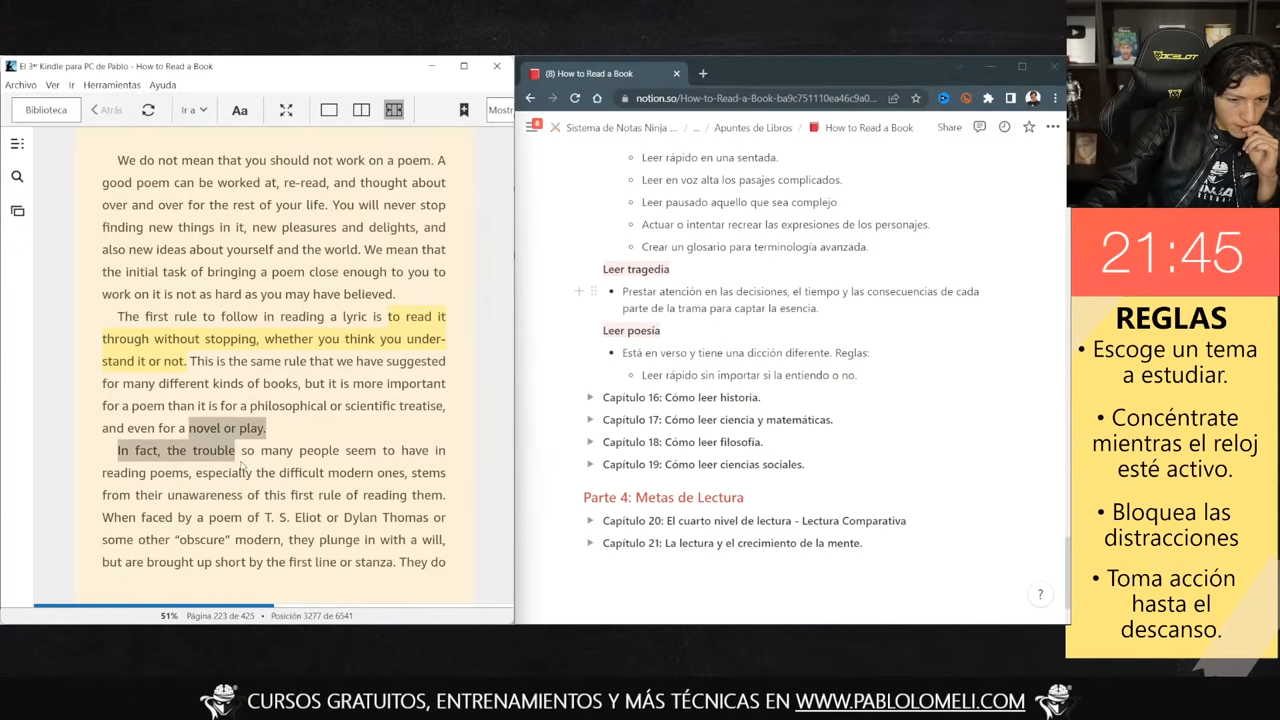 El 3er Kindle para PC de Pablo - How to Read a Book
Archivo Ver Ir Herramientas Ayuda
Biblioteca Atrás Ir a Aa Mostr
We do not mean that you should not work on a poem. A
good poem can be worked at, re-read, and thought about
over and over for the rest of your life. You will never stop
finding new things in it, new pleasures and delights, and
also new ideas about yourself and the world. We mean that
the initial task of bringing a poem close enough to you to
work on it is not as hard as you may have believed.
The first rule to follow in reading a lyric is to read it
through without stopping, whether you think you under-
stand it or not. This is the same rule that we have suggested
for many different kinds of books, but it is more important
for a poem than it is for a philosophical or scientific treatise,
and even for a novel or play.
In fact, the trouble so many people seem to have in
reading poems, especially the difficult modern ones, stems
from their unawareness of this first rule of reading them.
When faced by a poem of T. S. Eliot or Dylan Thomas or
some other “obscure” modern, they plunge in with a will,
but are brought up short by the first line or stanza. They do
51% Página 223 de 425 • Posición 3277 de 6541
(8) How to Read a Book
notion.so/How-to-Read-a-Book-ba9c751110ea46c9a0...
8
Sistema de Notas Ninja ... / ... / Apuntes de Libros / How to Read a Book Share
Leer rápido en una sentada.
Leer en voz alta los pasajes complicados.
Leer pausado aquello que sea complejo
Actuar o intentar recrear las expresiones de los personajes.
Crear un glosario para terminología avanzada.
Leer tragedia
Prestar atención en las decisiones, el tiempo y las consecuencias de cada
parte de la trama para captar la esencia.
Leer poesía
Está en verso y tiene una dicción diferente. Reglas:
Leer rápido sin importar si la entiendo o no.
Capítulo 16: Cómo leer historia.
Capítulo 17: Cómo leer ciencia y matemáticas.
Capítulo 18: Cómo leer filosofía.
Capítulo 19: Cómo leer ciencias sociales.
Parte 4: Metas de Lectura
Capítulo 20: El cuarto nivel de lectura - Lectura Comparativa
Capítulo 21: La lectura y el crecimiento de la mente.
?
OCELOT
NINJA
21:45
REGLAS
• Escoge un tema
a estudiar.
• Concéntrate
mientras el reloj
esté activo.
• Bloquea las
distracciones
• Toma acción
hasta el
descanso.
CURSOS GRATUITOS, ENTRENAMIENTOS Y MÁS TÉCNICAS EN WWW.PABLOLOMELI.COM